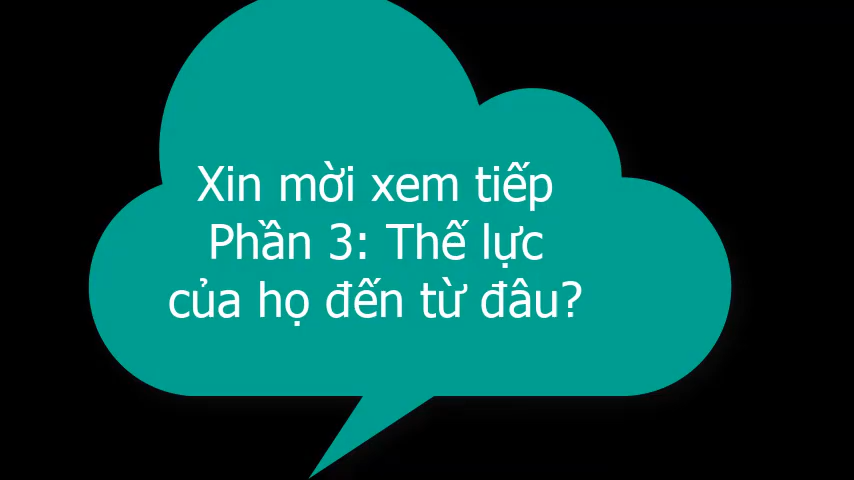 Xin mời xem tiếp
Phần 3: Thế lực
của họ đến từ đâu?